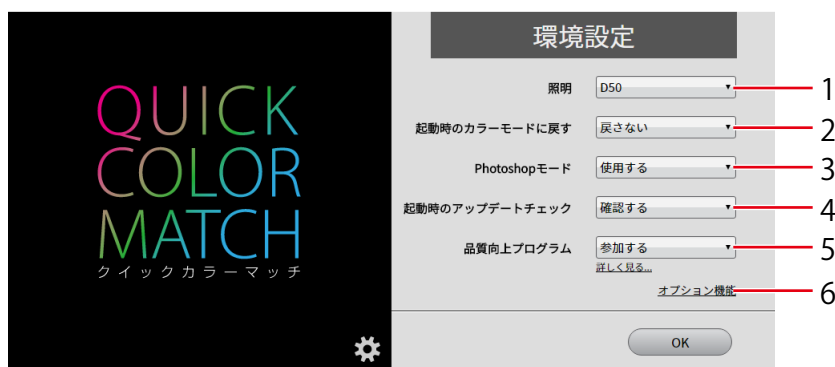 QUICK
COLOR
MATCH
クイックカラーマッチ
環境設定
照明 D50 1
起動時のカラーモードに戻す 戻さない 2
Photoshopモード 使用する 3
起動時のアップデートチェック 確認する 4
品質向上プログラム 参加する 5
詳しく見る...
オプション機能 6
OK